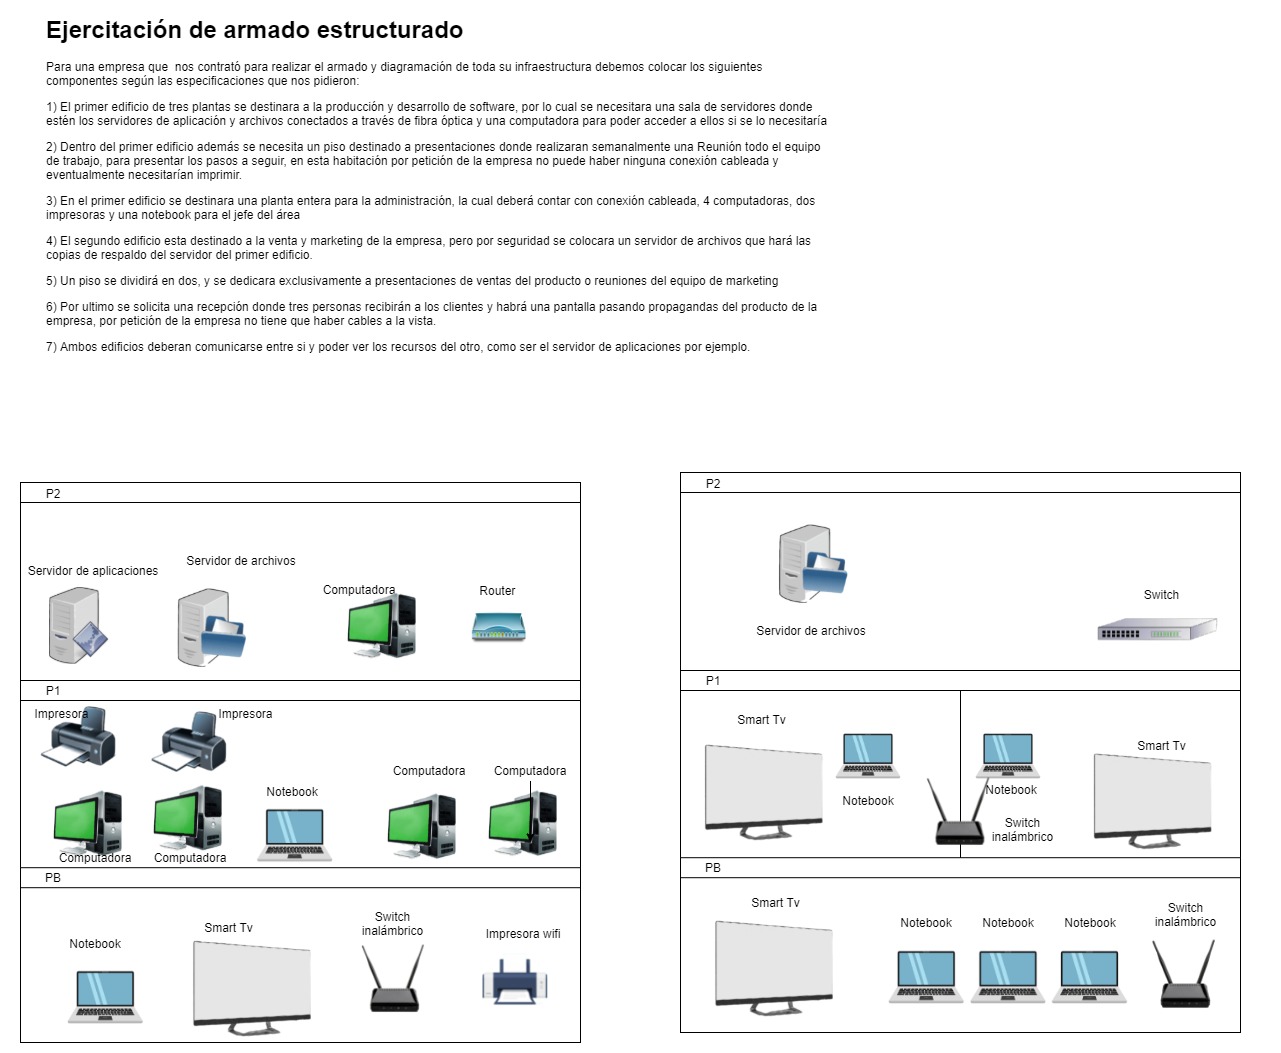 Ejercitación de armado estructurado
Para una empresa que  nos contrató para realizar el armado y diagramación de toda su infraestructura debemos colocar los siguientes
componentes según las especificaciones que nos pidieron:
1) El primer edificio de tres plantas se destinara a la producción y desarrollo de software, por lo cual se necesitara una sala de servidores donde
estén los servidores de aplicación y archivos conectados a través de fibra óptica y una computadora para poder acceder a ellos si se lo necesitaría
2) Dentro del primer edificio además se necesita un piso destinado a presentaciones donde realizaran semanalmente una Reunión todo el equipo
de trabajo, para presentar los pasos a seguir, en esta habitación por petición de la empresa no puede haber ninguna conexión cableada y
eventualmente necesitarían imprimir.
3) En el primer edificio se destinara una planta entera para la administración, la cual deberá contar con conexión cableada, 4 computadoras, dos
impresoras y una notebook para el jefe del área
4) El segundo edificio esta destinado a la venta y marketing de la empresa, pero por seguridad se colocara un servidor de archivos que hará las
copias de respaldo del servidor del primer edificio.
5) Un piso se dividirá en dos, y se dedicara exclusivamente a presentaciones de ventas del producto o reuniones del equipo de marketing
6) Por ultimo se solicita una recepción donde tres personas recibirán a los clientes y habrá una pantalla pasando propagandas del producto de la
empresa, por petición de la empresa no tiene que haber cables a la vista.
7) Ambos edificios deberan comunicarse entre si y poder ver los recursos del otro, como ser el servidor de aplicaciones por ejemplo.
P2
Servidor de aplicaciones
Servidor de archivos
Computadora
Router
P1
Impresora
Impresora
Computadora
Computadora
Notebook
Computadora
Computadora
PB
Notebook
Smart Tv
Switch
inalámbrico
Impresora wifi
P2
Servidor de archivos
Switch
P1
Smart Tv
Notebook
Notebook
Switch
inalámbrico
Smart Tv
PB
Smart Tv
Notebook
Notebook
Notebook
Switch
inalámbrico